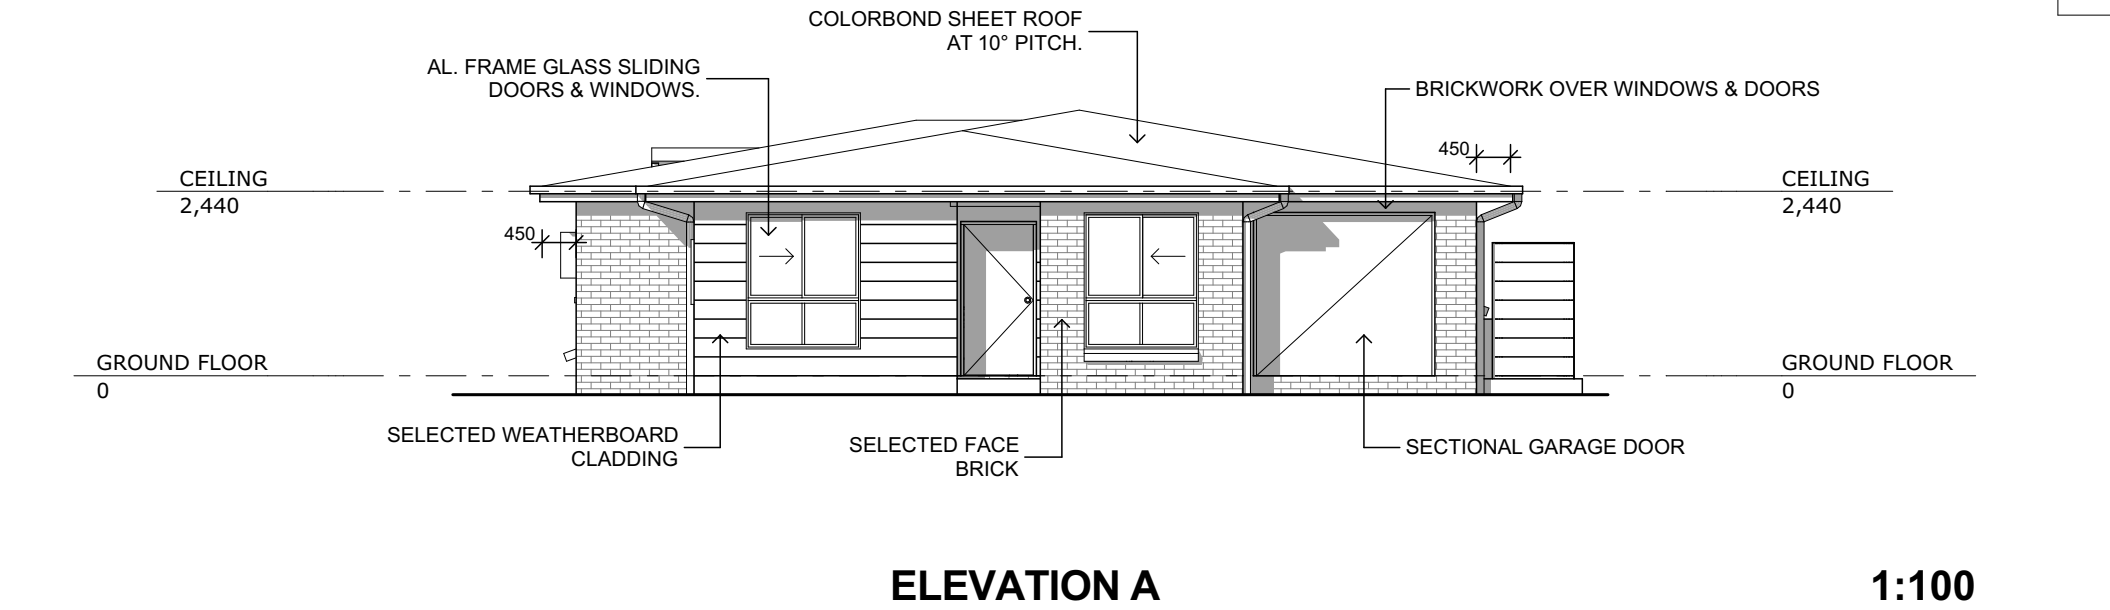 COLORBOND SHEET ROOF
AT 10° PITCH.
AL. FRAME GLASS SLIDING
DOORS & WINDOWS.
BRICKWORK OVER WINDOWS & DOORS
450
CEILING
2,440
CEILING
2,440
450
GROUND FLOOR
0
GROUND FLOOR
0
SELECTED WEATHERBOARD
CLADDING
SELECTED FACE
BRICK
SECTIONAL GARAGE DOOR
ELEVATION A
1:100